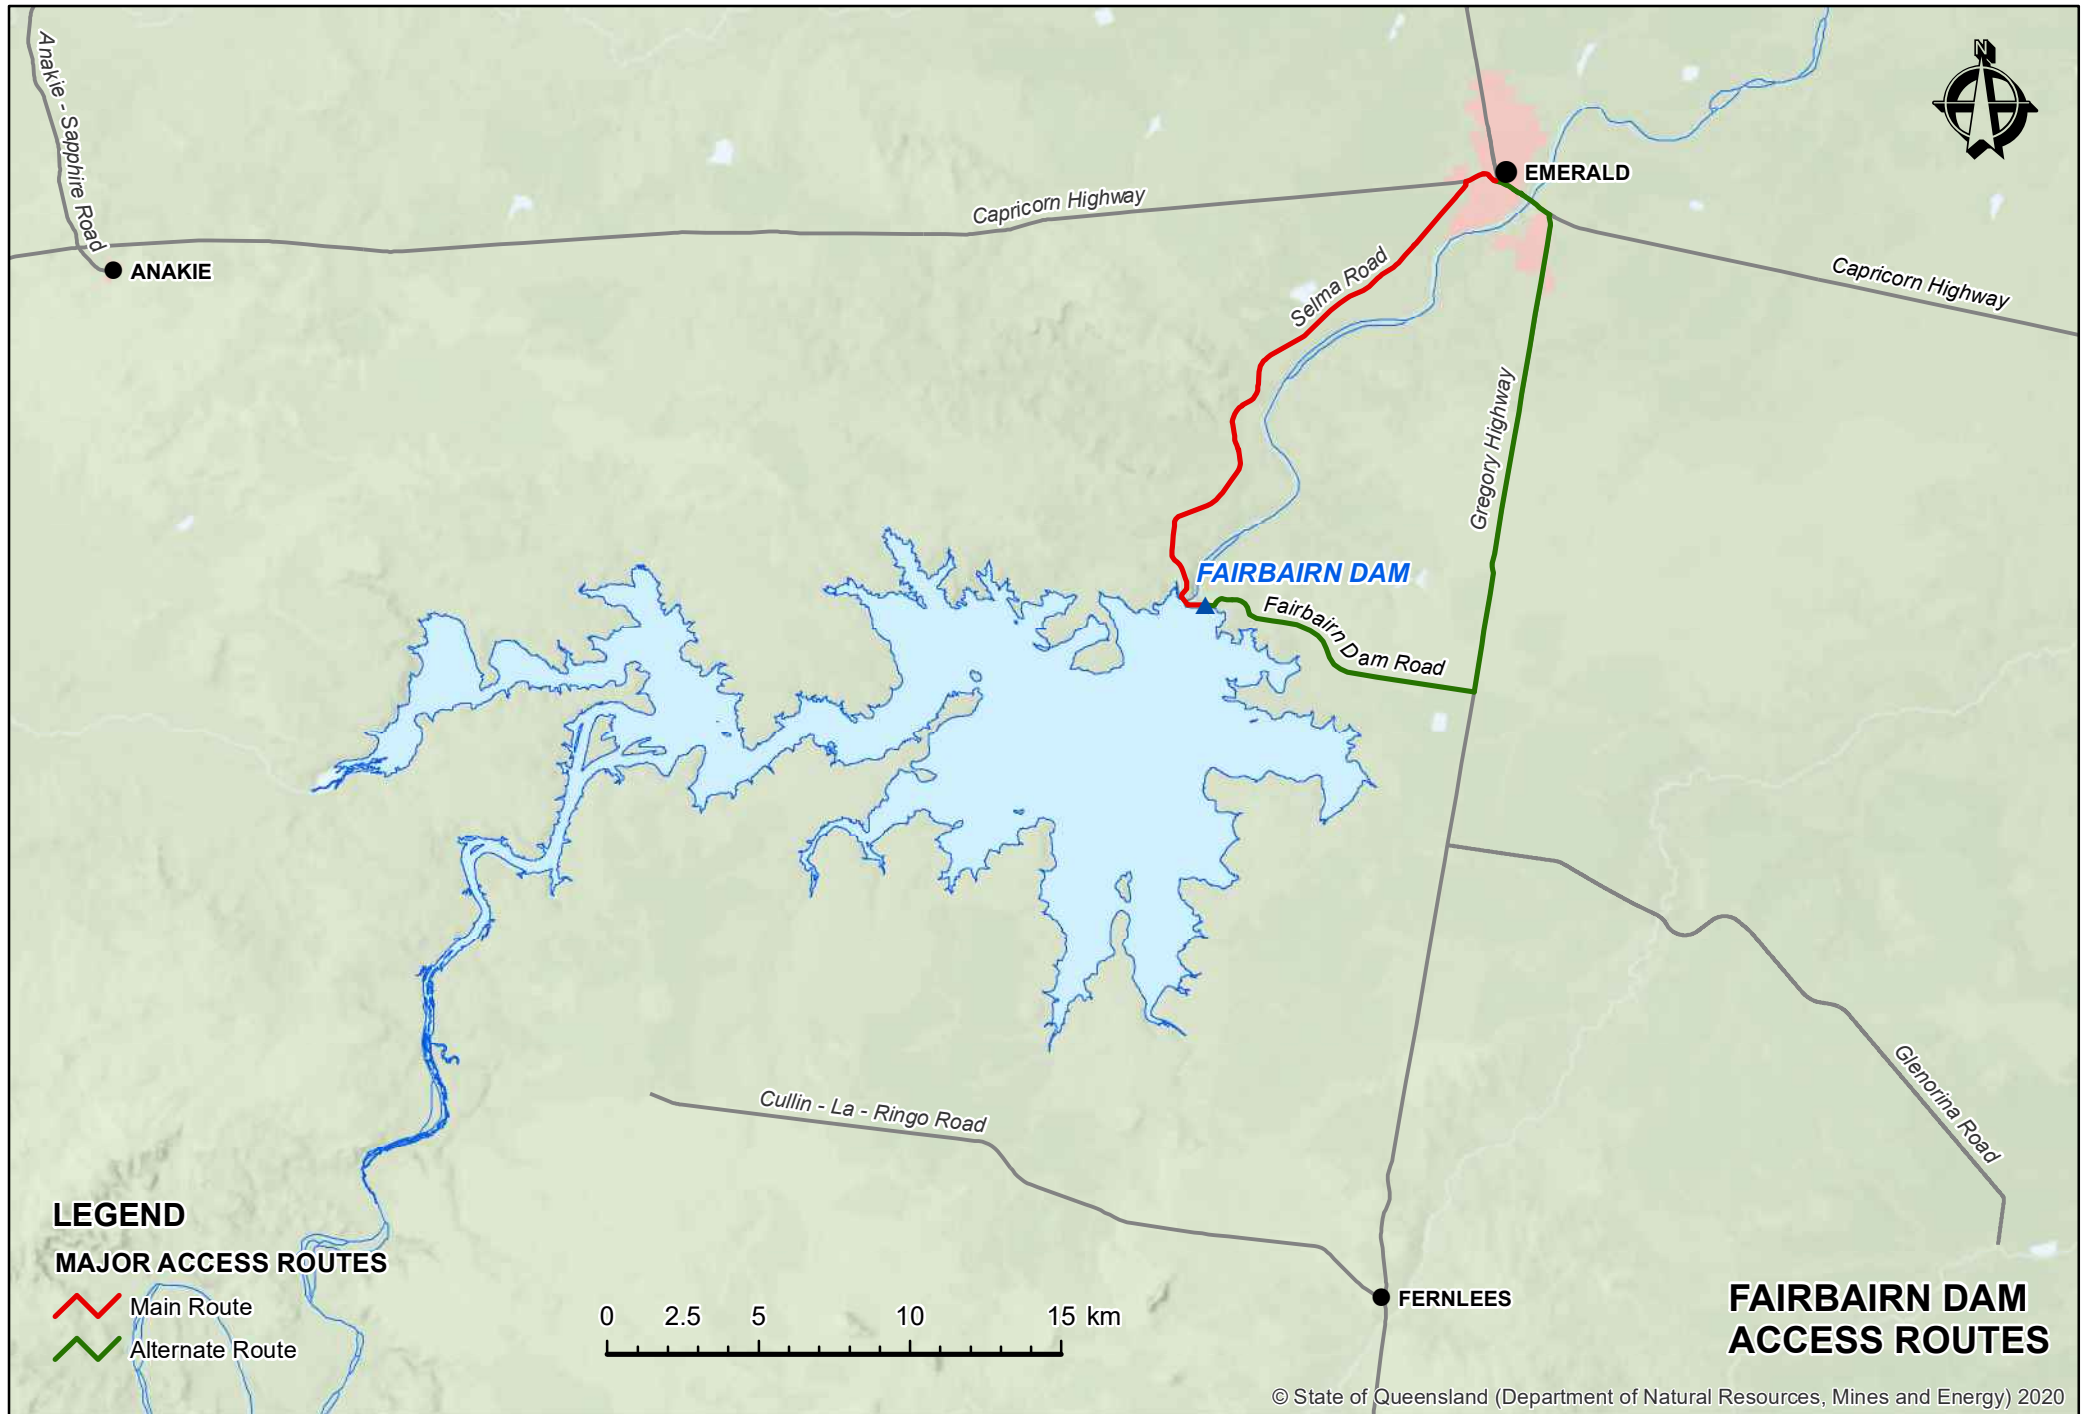 Anakie - Sapphire Road
N
EMERALD
Capricorn Highway
ANAKIE
Capricorn Highway
Selma Road
Gregory Highway
FAIRBAIRN DAM
Fairbairn Dam Road
Glenorina Road
Cullin - La - Ringo Road
LEGEND
MAJOR ACCESS ROUTES
Main Route
Alternate Route
0 2.5 5 10 15 km
FERNLEES
FAIRBAIRN DAM
ACCESS ROUTES
© State of Queensland (Department of Natural Resources, Mines and Energy) 2020